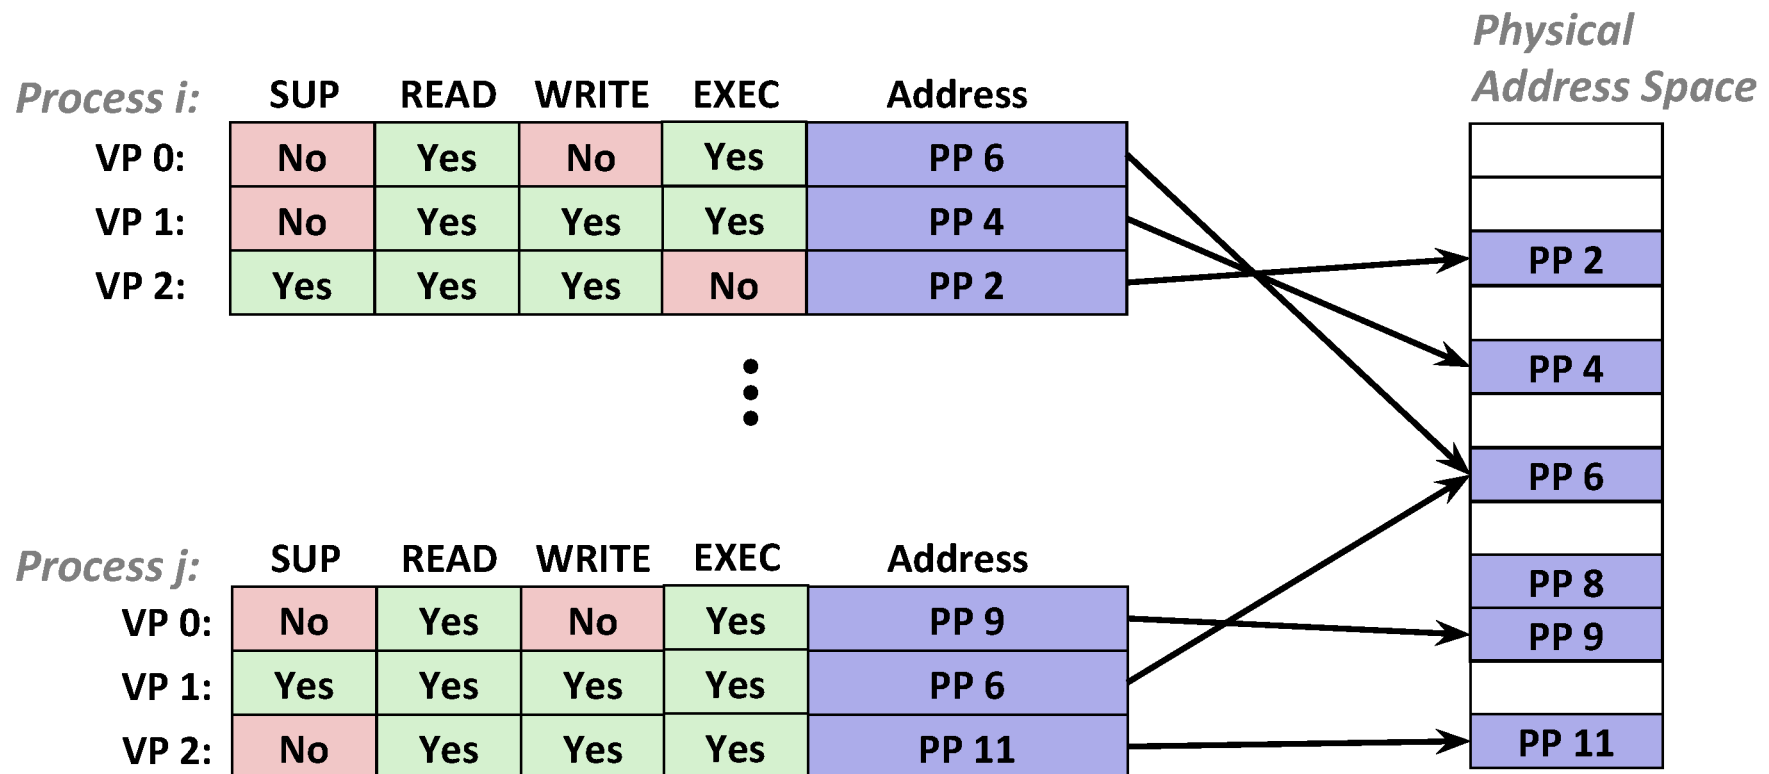 Physical
Address Space
Process i: SUP READ WRITE EXEC Address
VP 0: No Yes No Yes PP 6
VP 1: No Yes Yes Yes PP 4
VP 2: Yes Yes Yes No PP 2
PP 2
PP 4
PP 6
Process j: SUP READ WRITE EXEC Address
VP 0: No Yes No Yes PP 9
VP 1: Yes Yes Yes Yes PP 6
VP 2: No Yes Yes Yes PP 11
PP 8
PP 9
PP 11